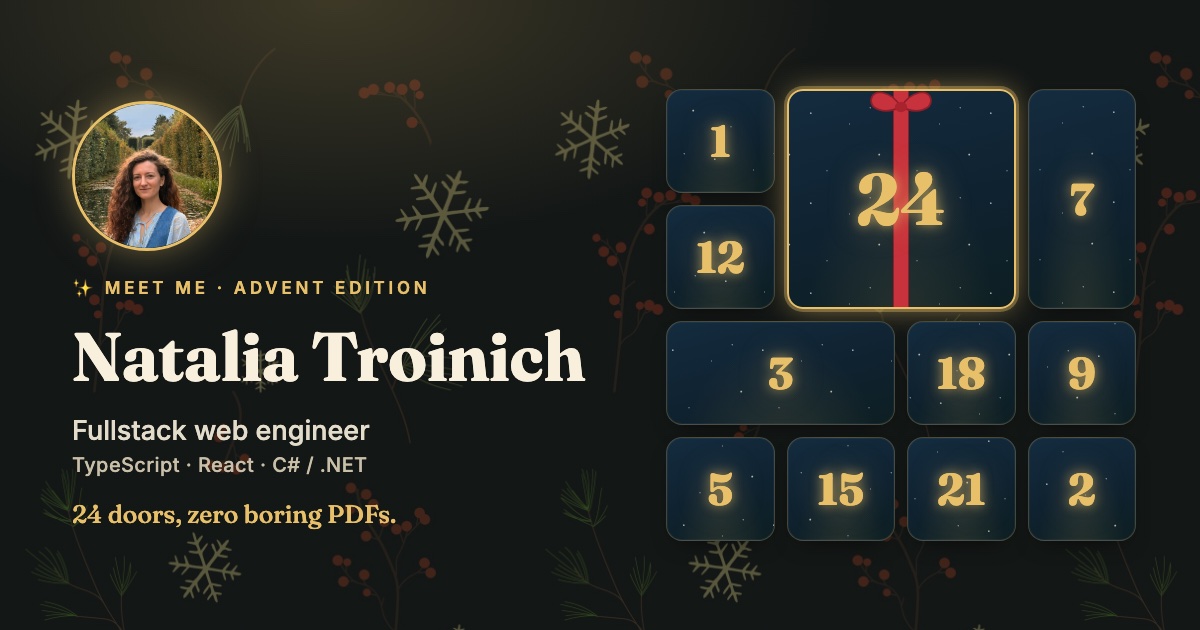 ✨ MEET ME · ADVENT EDITION
Natalia Troinich
Fullstack web engineer
TypeScript · React · C# / .NET
24 doors, zero boring PDFs.
1
24
7
12
3
18
9
5
15
21
2